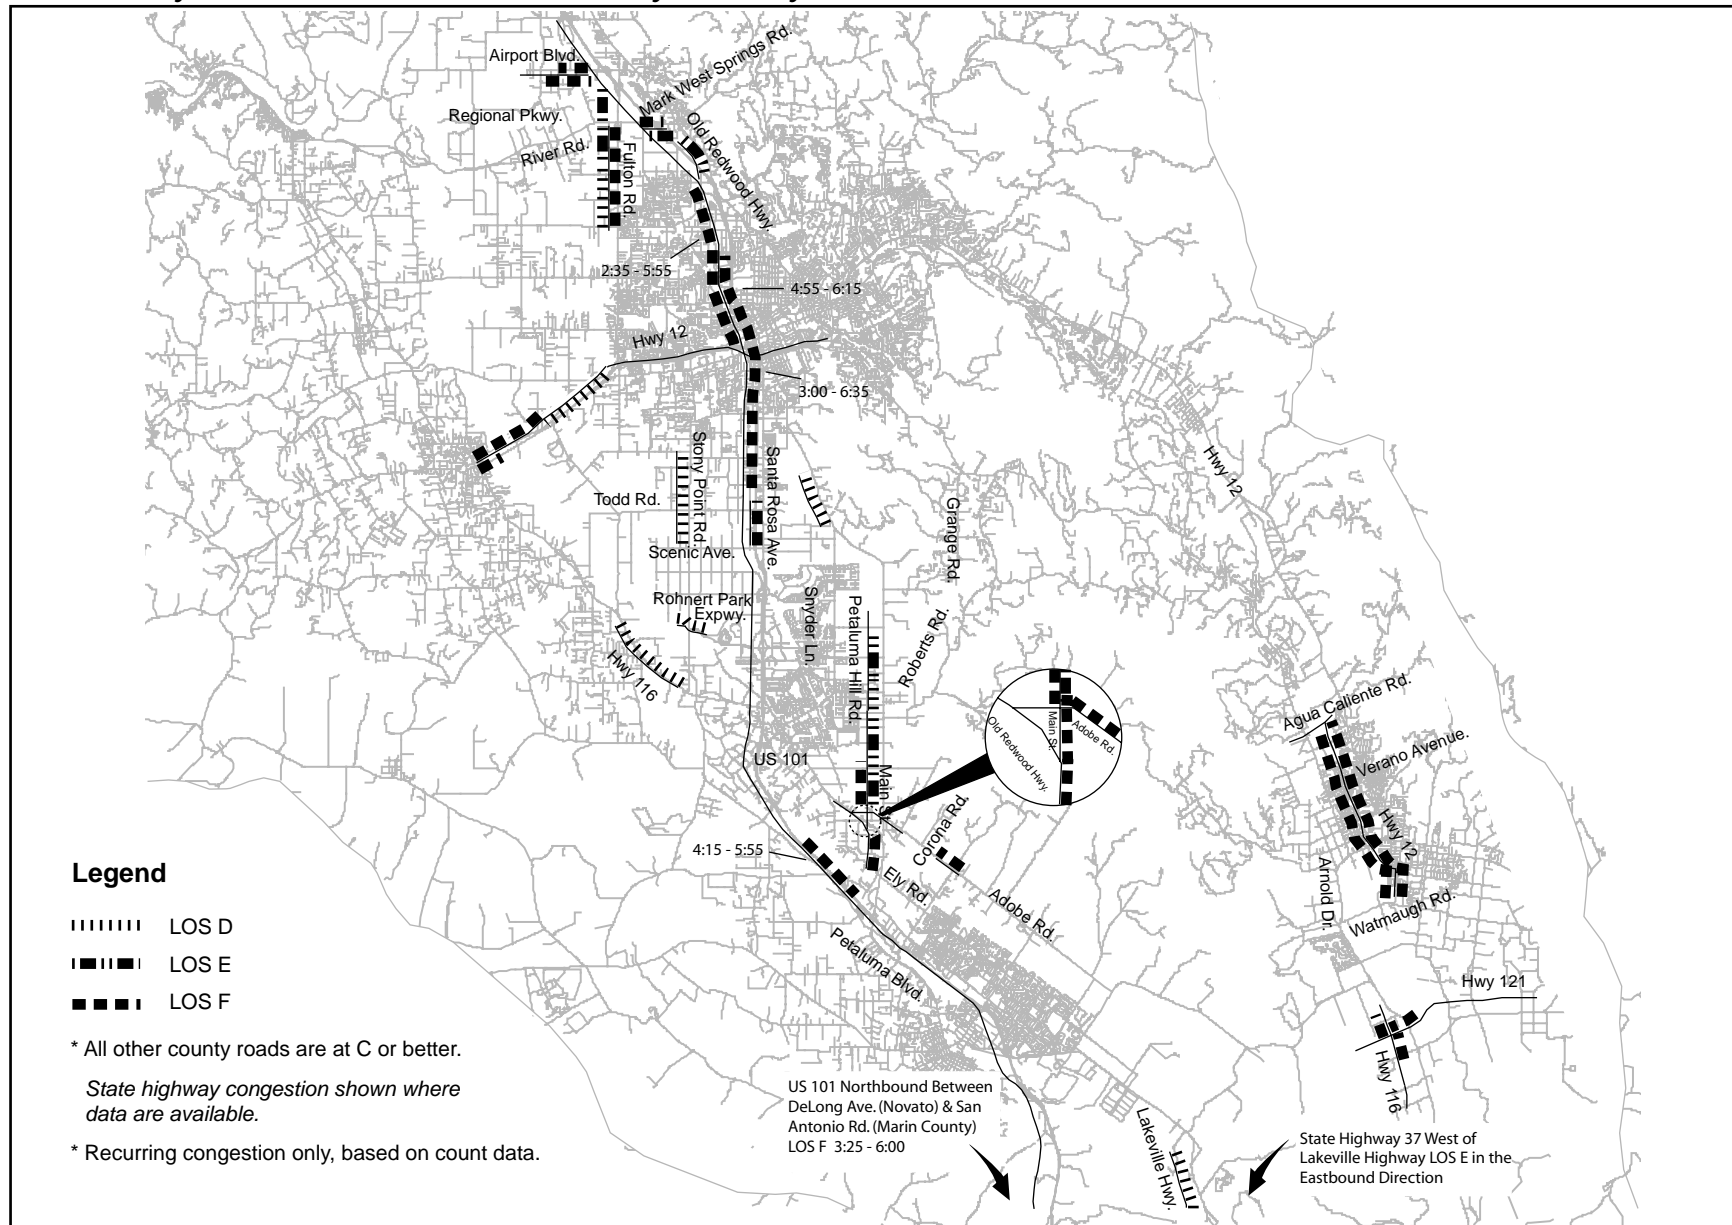 Airport Blvd.
Mark West Springs Rd.
Regional Pkwy.
Old Redwood Hwy.
River Rd.
Fulton Rd.
2:35 - 5:55
4:55 - 6:15
Hwy 12
3:00 - 6:35
Stony Point Rd.
Santa Rosa Ave.
Hwy 12
Todd Rd.
Grange Rd.
Scenic Ave.
Rohnert Park
Expwy.
Snyder Ln.
Petaluma Hill Rd.
Roberts Rd.
Hwy 116
Agua Caliente Rd.
Main St.
Adobe Rd.
Old Redwood Hwy.
Verano Avenue.
US 101
Main St.
Corona Rd.
Hwy 12
4:15 - 5:55
Ely Rd.
Adobe Rd.
Arnold Dr.
Watmaugh Rd.
Petaluma Blvd.
Hwy 121
Hwy 116
Legend
LOS D
LOS E
LOS F
* All other county roads are at C or better.
State highway congestion shown where
data are available.
* Recurring congestion only, based on count data.
US 101 Northbound Between
DeLong Ave. (Novato) & San
Antonio Rd. (Marin County)
LOS F 3:25 - 6:00
Lakeville Hwy.
State Highway 37 West of
Lakeville Highway LOS E in the
Eastbound Direction